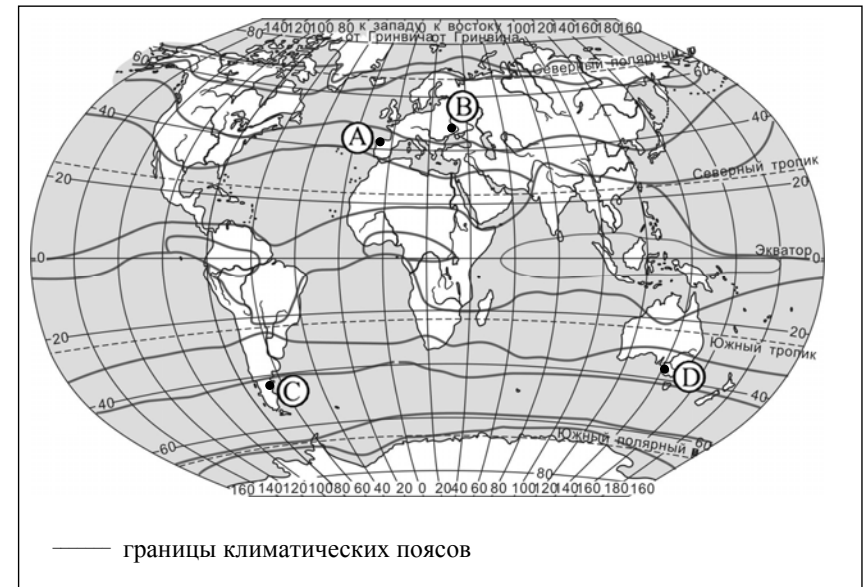 80 140 120 100 80 к западу 0 к востоку 100 120 140 160 180 160
от Гринвича от Гринвича
60 Северный полярный 60
B
40 40
A
Северный тропик
20 20
Экватор
0 0
20 20
Южный тропик
C D
40 40
60 Южный полярный 60
80
160 140 120 100 80 60 40 20 0 20 40 60 80 100 120 140 160 180 160
границы климатических поясов